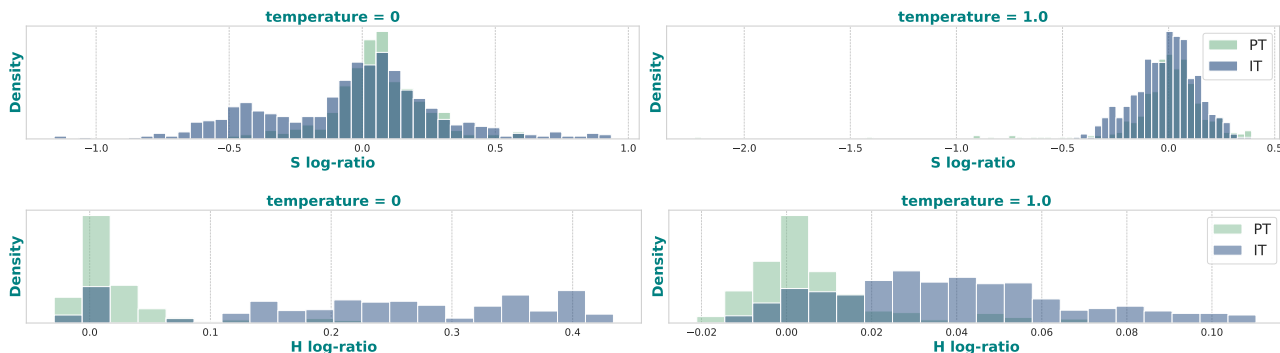 temperature = 0
Density
−1.0 −0.5 0.0 0.5 1.0
S log-ratio
temperature = 1.0
Density
PT
IT
−2.0 −1.5 −1.0 −0.5 0.0 0.5
S log-ratio
temperature = 0
Density
0.0 0.1 0.2 0.3 0.4
H log-ratio
temperature = 1.0
Density
PT
IT
−0.02 0.00 0.02 0.04 0.06 0.08 0.10
H log-ratio